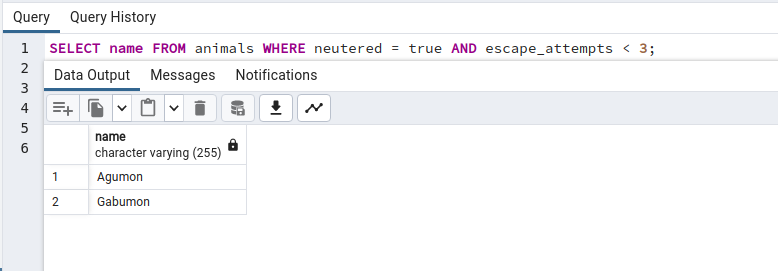 Query Query History
1 SELECT name FROM animals WHERE neutered = true AND escape_attempts < 3;
2
Data Output Messages Notifications
3
4
5
6
name
character varying (255)
1 Agumon
2 Gabumon